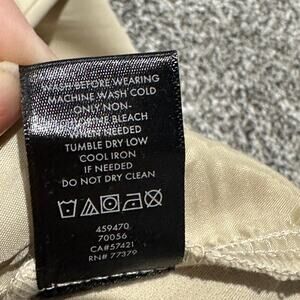 WASH BEFORE WEARING
MACHINE WASH COLD
ONLY NON-
CHLORINE BLEACH
WHEN NEEDED
TUMBLE DRY LOW
COOL IRON
IF NEEDED
DO NOT DRY CLEAN
459470
70056
CA#57421
RN# 77379